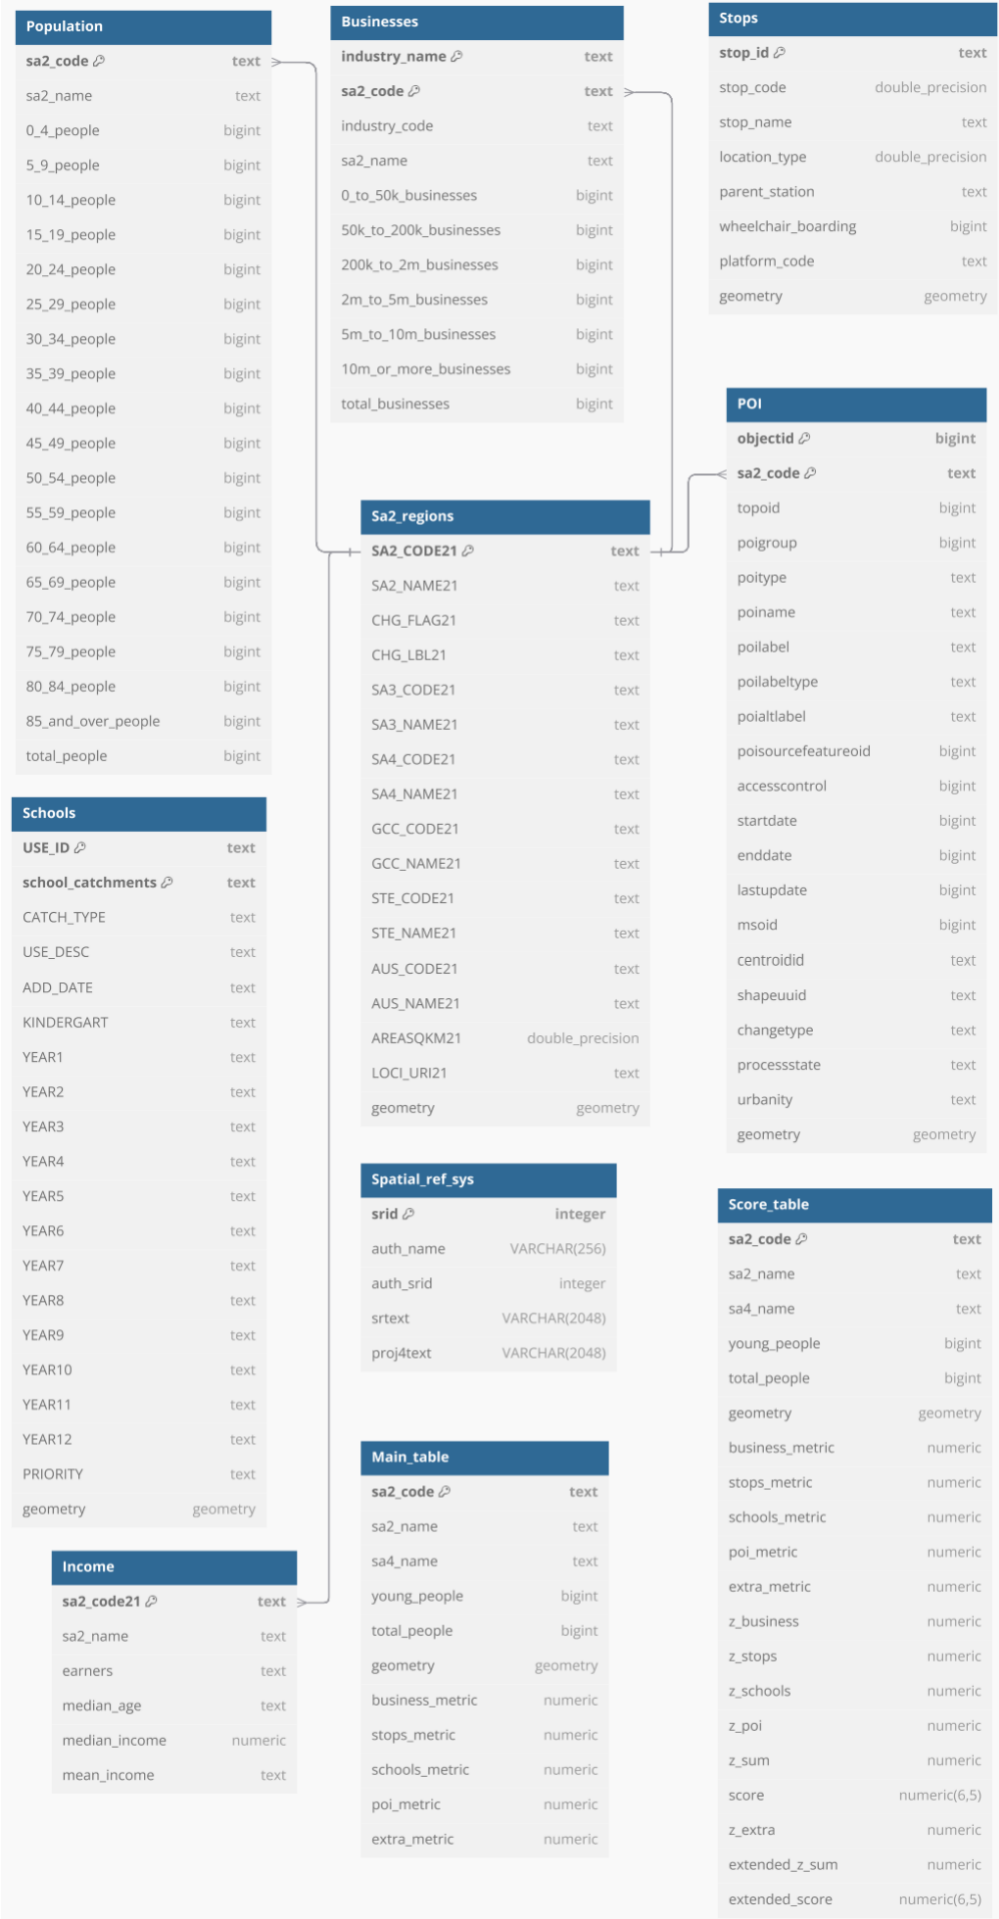 Population
sa2_code text
sa2_name text
0_4_people bigint
5_9_people bigint
10_14_people bigint
15_19_people bigint
20_24_people bigint
25_29_people bigint
30_34_people bigint
35_39_people bigint
40_44_people bigint
45_49_people bigint
50_54_people bigint
55_59_people bigint
60_64_people bigint
65_69_people bigint
70_74_people bigint
75_79_people bigint
80_84_people bigint
85_and_over_people bigint
total_people bigint
Businesses
industry_name text
sa2_code text
industry_code text
sa2_name text
0_to_50k_businesses bigint
50k_to_200k_businesses bigint
200k_to_2m_businesses bigint
2m_to_5m_businesses bigint
5m_to_10m_businesses bigint
10m_or_more_businesses bigint
total_businesses bigint
Stops
stop_id text
stop_code double_precision
stop_name text
location_type double_precision
parent_station text
wheelchair_boarding bigint
platform_code text
geometry geometry
POI
objectid bigint
sa2_code text
topoid bigint
poigroup bigint
poitype text
poiname text
poilabel text
poilabeltype text
poialtlabel text
poisourcefeatureoid bigint
accesscontrol bigint
startdate bigint
enddate bigint
lastupdate bigint
msoid bigint
centroidid text
shapeuuid text
changetype text
processstate text
urbanity text
geometry geometry
Sa2_regions
SA2_CODE21 text
SA2_NAME21 text
CHG_FLAG21 text
CHG_LBL21 text
SA3_CODE21 text
SA3_NAME21 text
SA4_CODE21 text
SA4_NAME21 text
GCC_CODE21 text
GCC_NAME21 text
STE_CODE21 text
STE_NAME21 text
AUS_CODE21 text
AUS_NAME21 text
AREASQKM21 double_precision
LOCI_URI21 text
geometry geometry
Schools
USE_ID text
school_catchments text
CATCH_TYPE text
USE_DESC text
ADD_DATE text
KINDERGART text
YEAR1 text
YEAR2 text
YEAR3 text
YEAR4 text
YEAR5 text
YEAR6 text
YEAR7 text
YEAR8 text
YEAR9 text
YEAR10 text
YEAR11 text
YEAR12 text
PRIORITY text
geometry geometry
Spatial_ref_sys
srid integer
auth_name VARCHAR(256)
auth_srid integer
srtext VARCHAR(2048)
proj4text VARCHAR(2048)
Score_table
sa2_code text
sa2_name text
sa4_name text
young_people bigint
total_people bigint
geometry geometry
business_metric numeric
stops_metric numeric
schools_metric numeric
poi_metric numeric
extra_metric numeric
z_business numeric
z_stops numeric
z_schools numeric
z_poi numeric
z_sum numeric
score numeric(6,5)
z_extra numeric
extended_z_sum numeric
extended_score numeric(6,5)
Main_table
sa2_code text
sa2_name text
sa4_name text
young_people bigint
total_people bigint
geometry geometry
business_metric numeric
stops_metric numeric
schools_metric numeric
poi_metric numeric
extra_metric numeric
Income
sa2_code21 text
sa2_name text
earners text
median_age text
median_income numeric
mean_income text